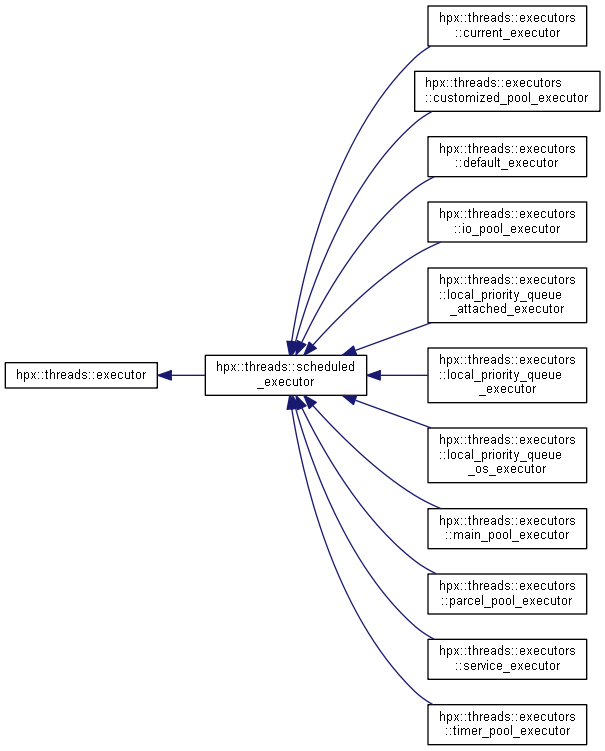 hpx::threads::executors
::current_executor
hpx::threads::executors
::customized_pool_executor
hpx::threads::executors
::default_executor
hpx::threads::executors
::io_pool_executor
hpx::threads::executors
::local_priority_queue
_attached_executor
hpx::threads::executor
hpx::threads::scheduled
_executor
hpx::threads::executors
::local_priority_queue
_executor
hpx::threads::executors
::local_priority_queue
_os_executor
hpx::threads::executors
::main_pool_executor
hpx::threads::executors
::parcel_pool_executor
hpx::threads::executors
::service_executor
hpx::threads::executors
::timer_pool_executor